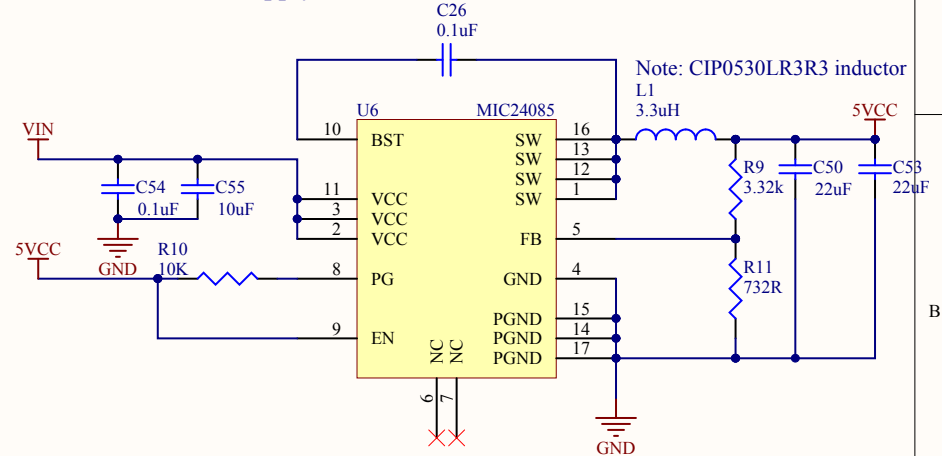 C26
0.1uF
Note: CIP0530LR3R3 inductor
L1
3.3uH
5VCC
VIN
U6
MIC24085
10
BST
SW
16
SW
13
SW
12
SW
1
11
VCC
3
VCC
2
VCC
C54
0.1uF
C55
10uF
GND
R9
3.32k
C50
22uF
C53
22uF
FB
5
5VCC
R10
10K
8
PG
GND
4
R11
732R
PGND
15
PGND
14
PGND
17
9
EN
NC
NC
6
7
GND
B